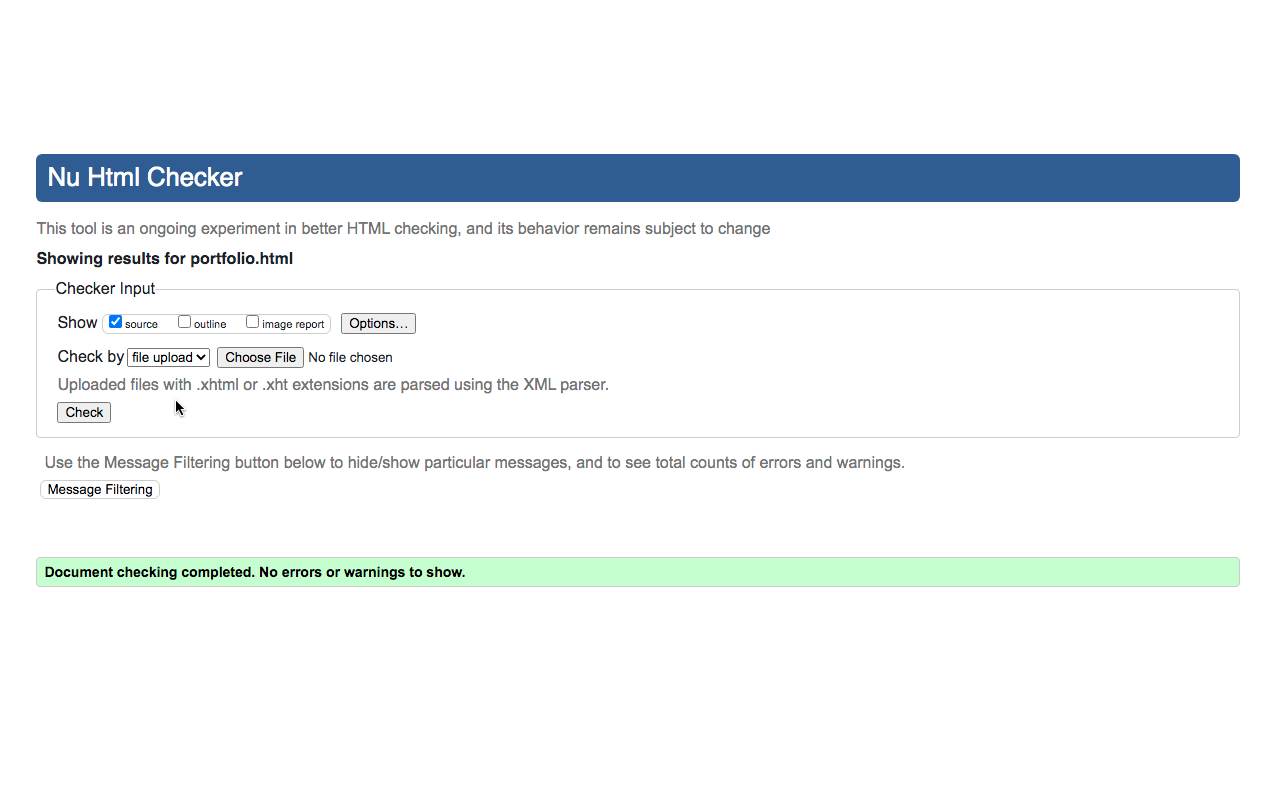 Nu Html Checker
This tool is an ongoing experiment in better HTML checking, and its behavior remains subject to change
Showing results for portfolio.html
Checker Input
Show source outline image report Options...
Check by file upload Choose File No file chosen
Uploaded files with .xhtml or .xht extensions are parsed using the XML parser.
Check
Use the Message Filtering button below to hide/show particular messages, and to see total counts of errors and warnings.
Message Filtering
Document checking completed. No errors or warnings to show.